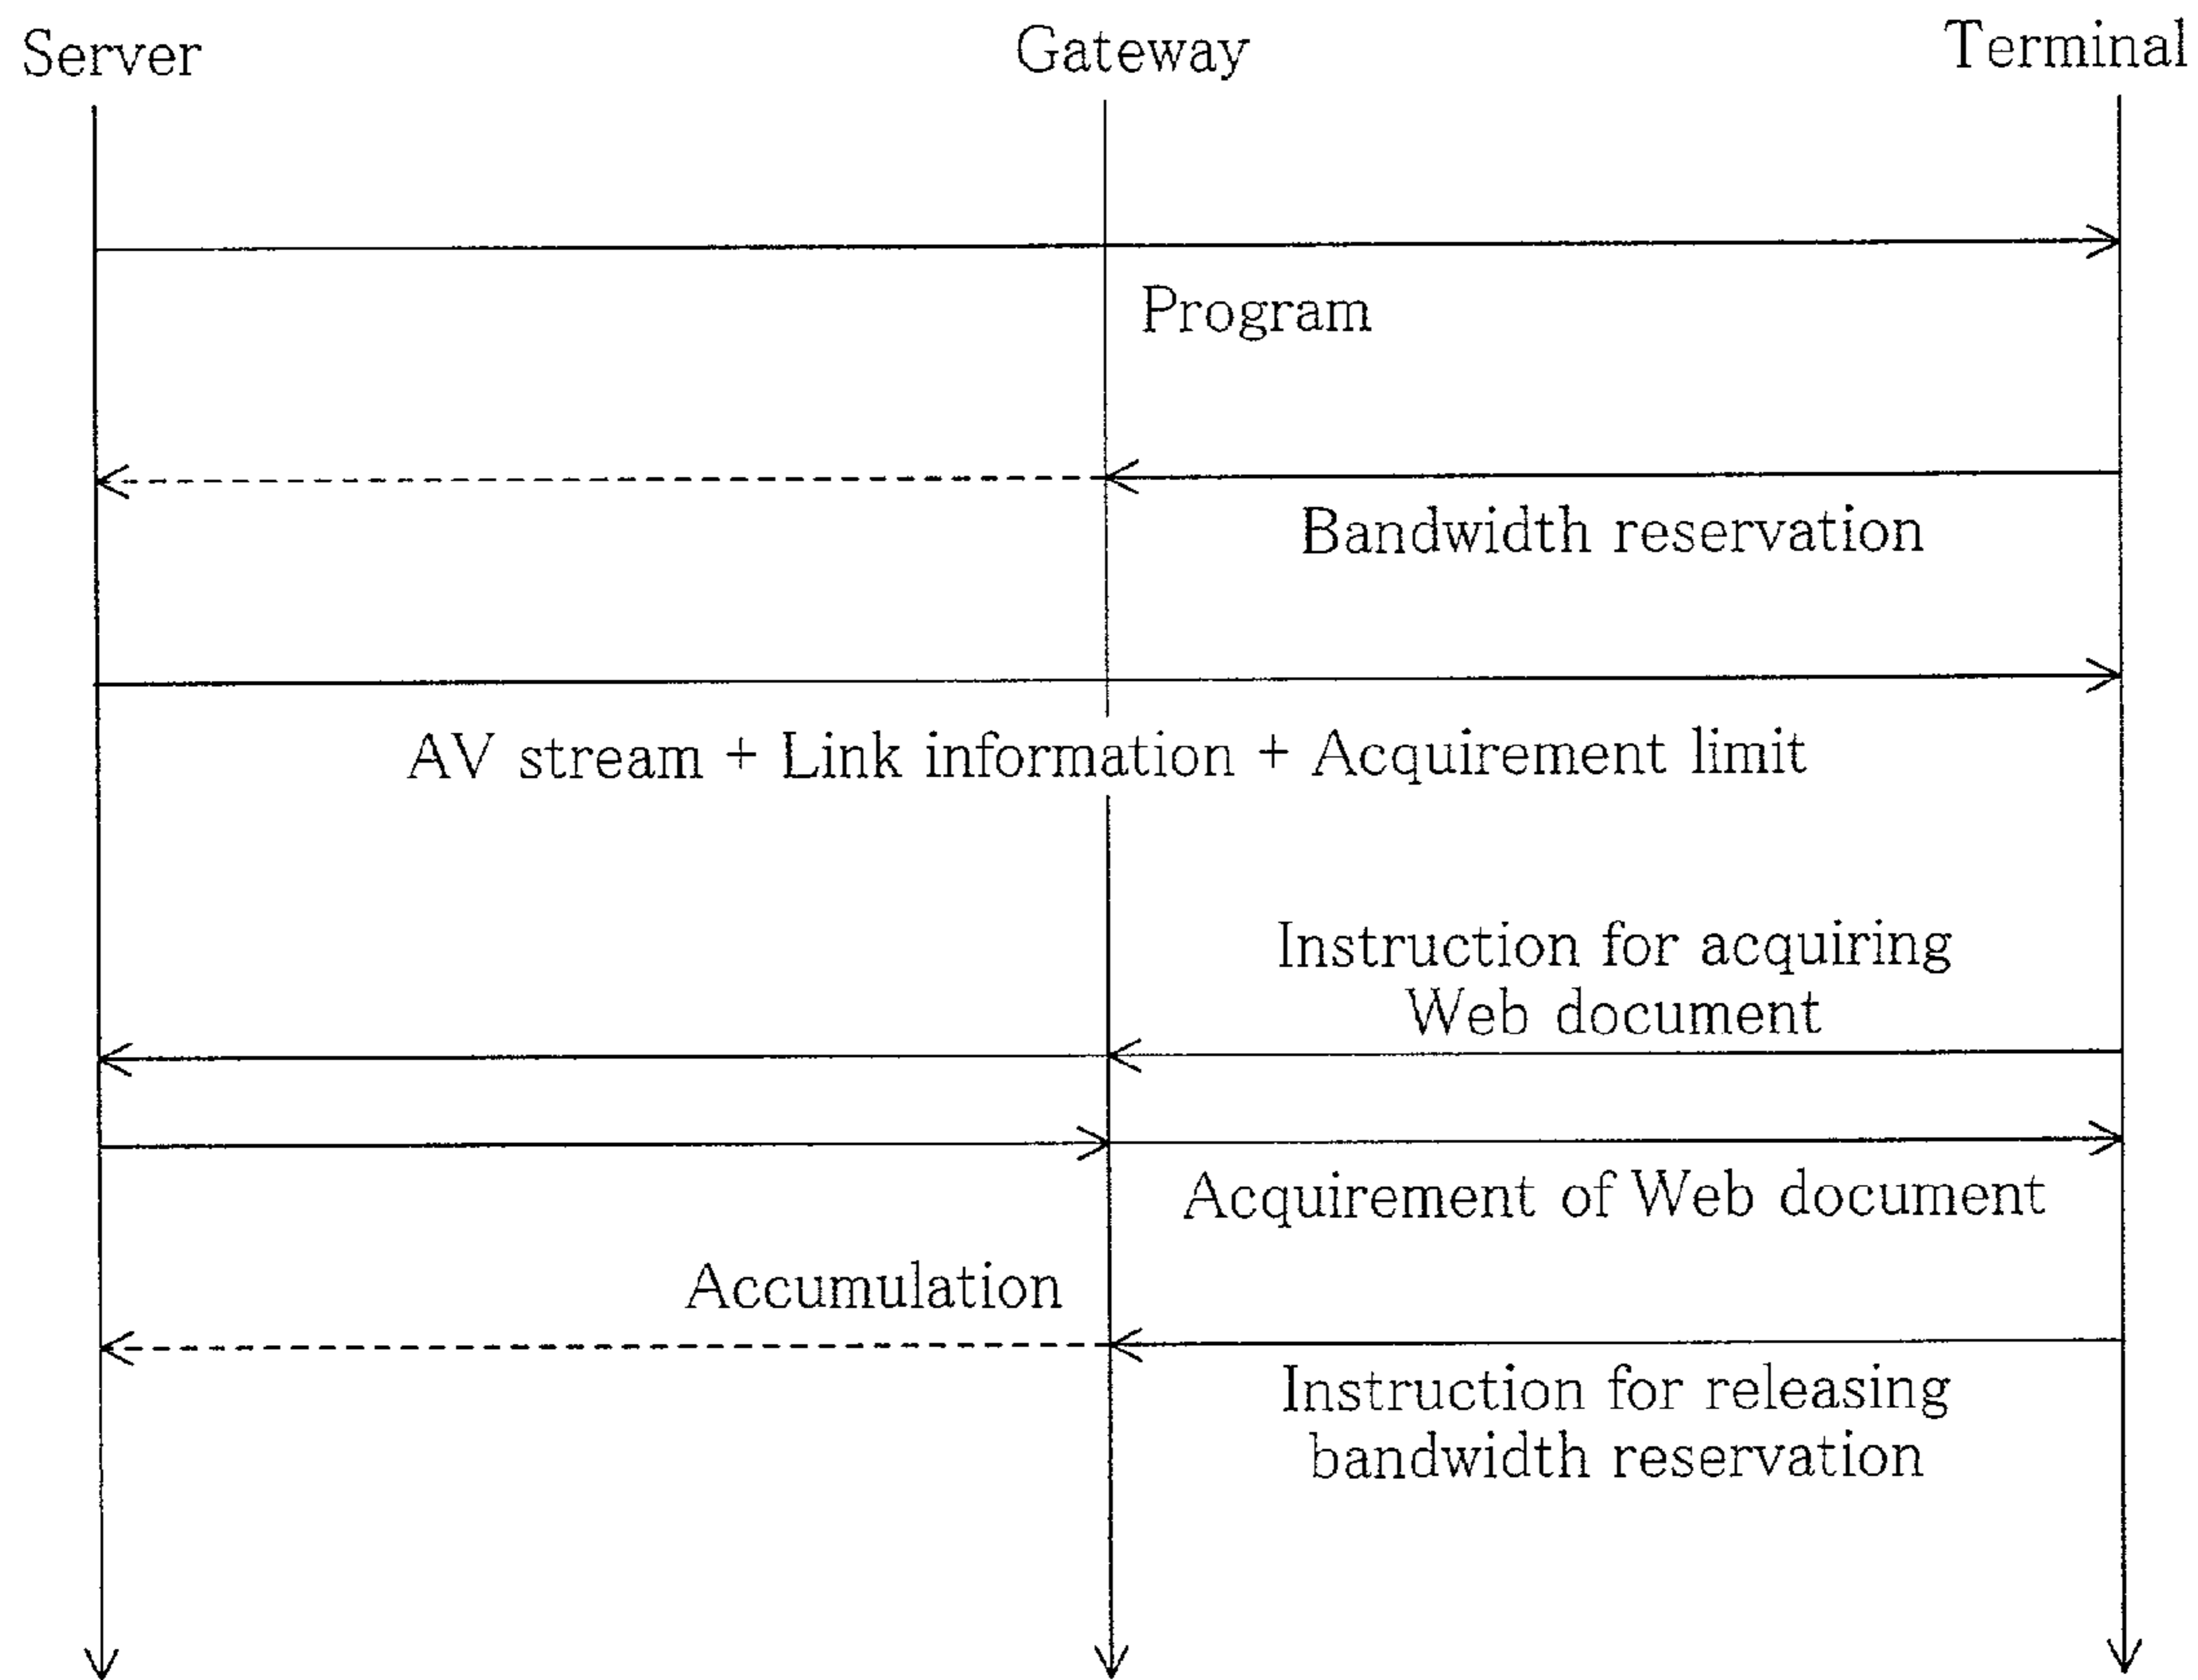 Server
Gateway
Terminal
Program
Bandwidth reservation
AV stream + Link information + Acquirement limit
Instruction for acquiring
Web document
Acquirement of Web document
Accumulation
Instruction for releasing
bandwidth reservation